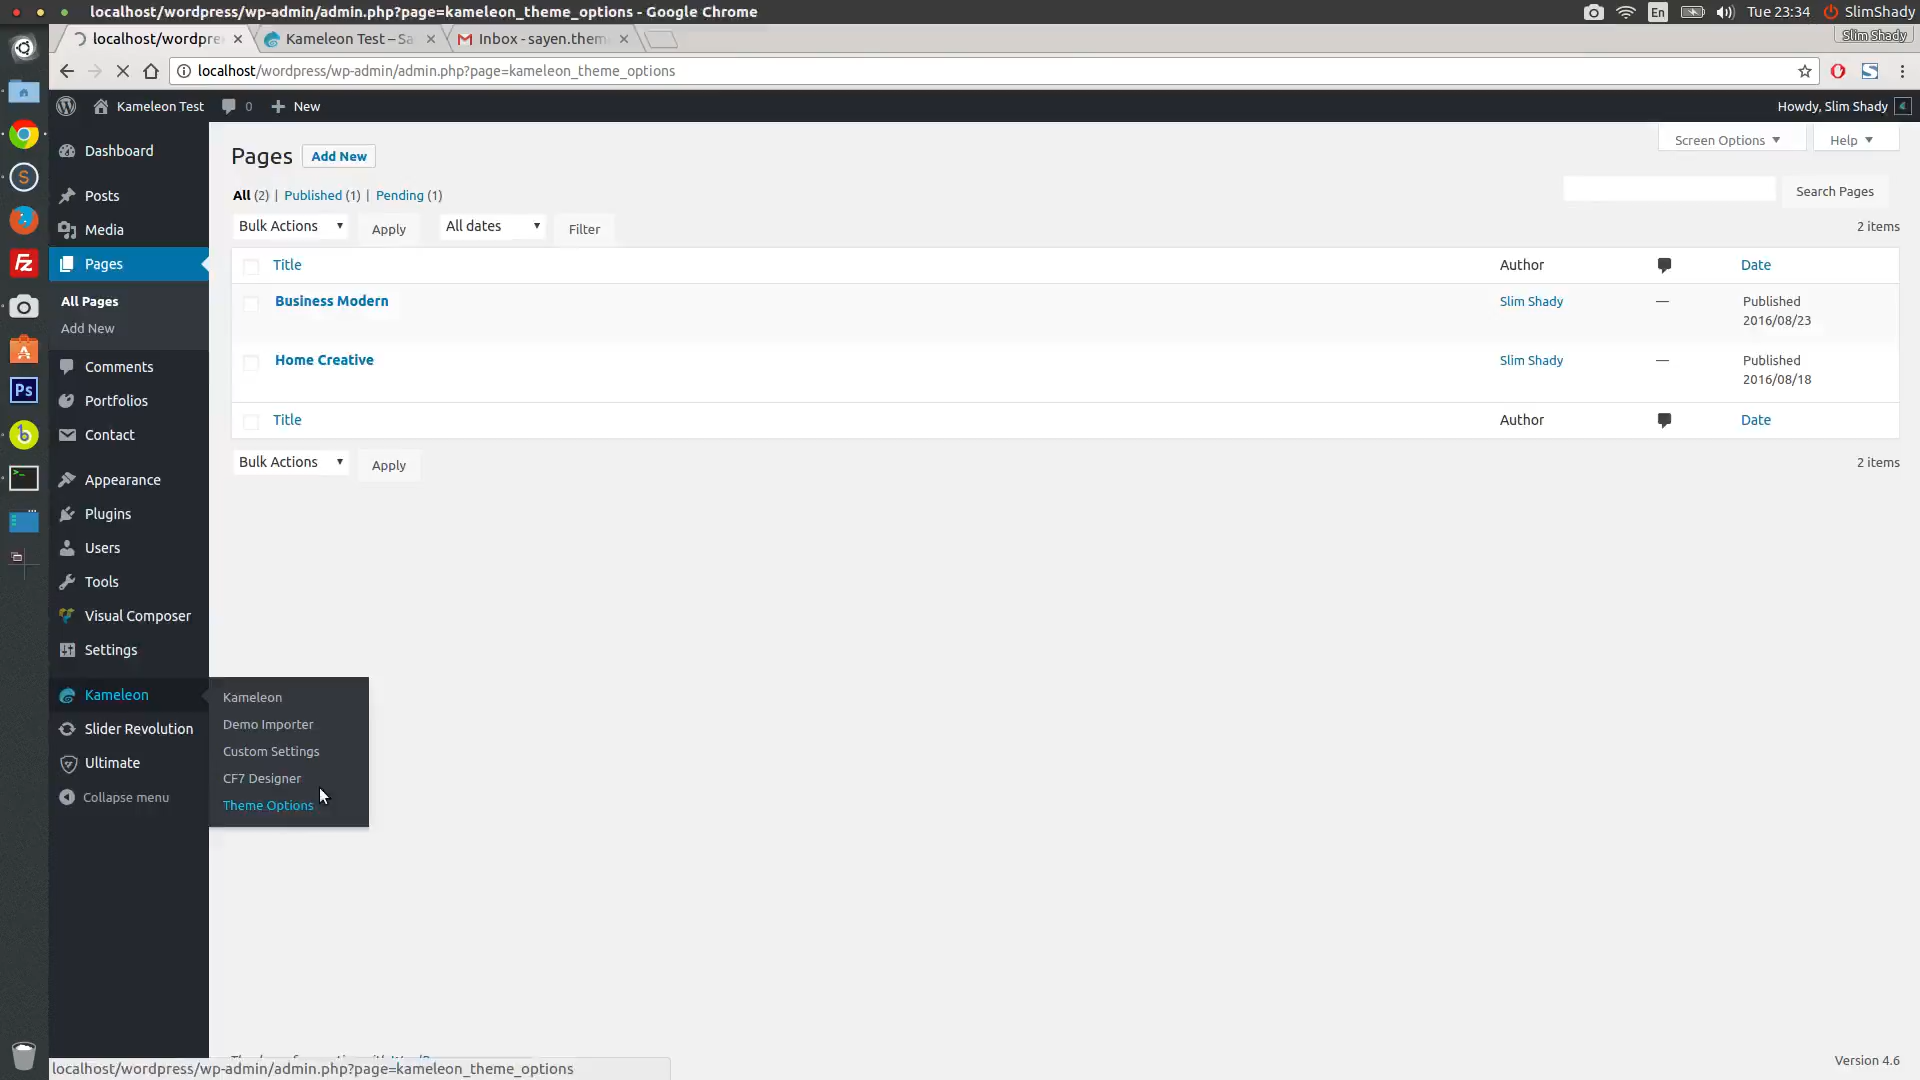 localhost/wordpress/wp-admin/admin.php?page=kameleon_theme_options - Google Chrome
En
Tue 23:34
SlimShady
localhost/wordpre
Kameleon Test – Sa
Inbox - sayen.them
Slim Shady
localhost/wordpress/wp-admin/admin.php?page=kameleon_theme_options
Kameleon Test
0
New
Howdy, Slim Shady
Dashboard
Posts
Media
Pages
All Pages
Add New
Comments
Portfolios
Contact
Appearance
Plugins
Users
Tools
Visual Composer
Settings
Kameleon
Slider Revolution
Ultimate
Collapse menu
Kameleon
Demo Importer
Custom Settings
CF7 Designer
Theme Options
Screen Options
Help
Pages
Add New
All (2) | Published (1) | Pending (1)
Search Pages
Bulk Actions
Apply
All dates
Filter
2 items
Title
Author
Date
Business Modern
Slim Shady
—
Published
2016/08/23
Home Creative
Slim Shady
—
Published
2016/08/18
Title
Author
Date
Bulk Actions
Apply
2 items
Fz
Ps
Version 4.6
localhost/wordpress/wp-admin/admin.php?page=kameleon_theme_options